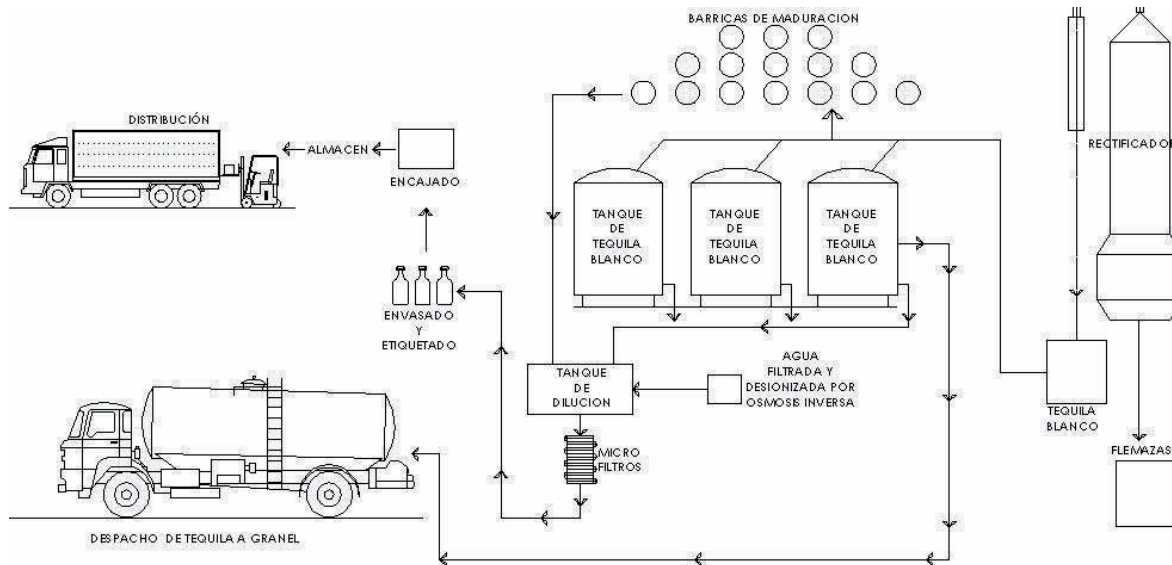 BARRICAS DE MADURACION
DISTRIBUCIÓN
ALMACEN
ENCAJADO
RECTIFICADOR
TANQUE
DE
TEQUILA
BLANCO
TANQUE
DE
TEQUILA
BLANCO
TANQUE
DE
TEQUILA
BLANCO
ENVASADO
Y
ETIQUETADO
TANQUE
DE
DILUCION
AGUA
FILTRADA Y
DESIONIZADA POR
OSMOSIS INVERSA
TEQUILA
BLANCO
MICRO
FILTROS
FLEMAZAS
DESPACHO DE TEQUILA A GRANEL